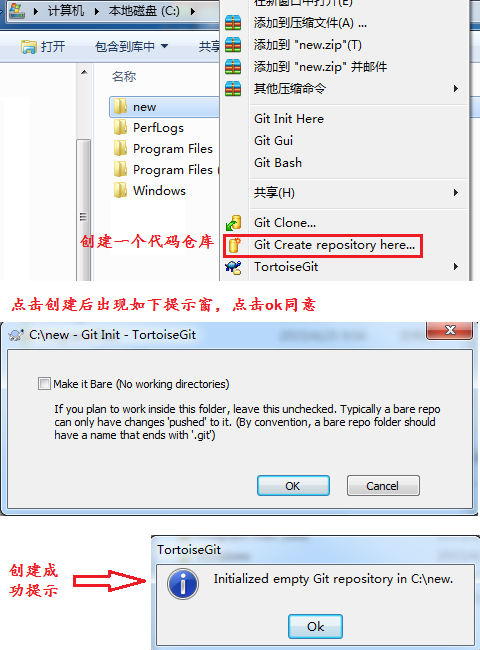 计算机 本地磁盘 (C:)
在新窗口中打开(E)
打开 包含到库中 共享
添加到压缩文件(A) ...
名称
添加到 "new.zip"(T)
添加到 "new.zip" 并邮件
其他压缩命令
new
PerfLogs
Program Files
Program Files (
Windows
Git Init Here
Git Gui
Git Bash
共享(H)
Git Clone...
创建一个代码仓库
Git Create repository here...
TortoiseGit
点击创建后出现如下提示窗，点击ok同意
C:\new - Git Init - TortoiseGit
Make it Bare (No working directories)
If you plan to work inside this folder, leave this unchecked. Typically a bare repo
can only have changes 'pushed' to it. (By convention, a bare repo folder should
have a name that ends with '.git')
OK Cancel
TortoiseGit
创建成
功提示
Initialized empty Git repository in C:\new.
Ok